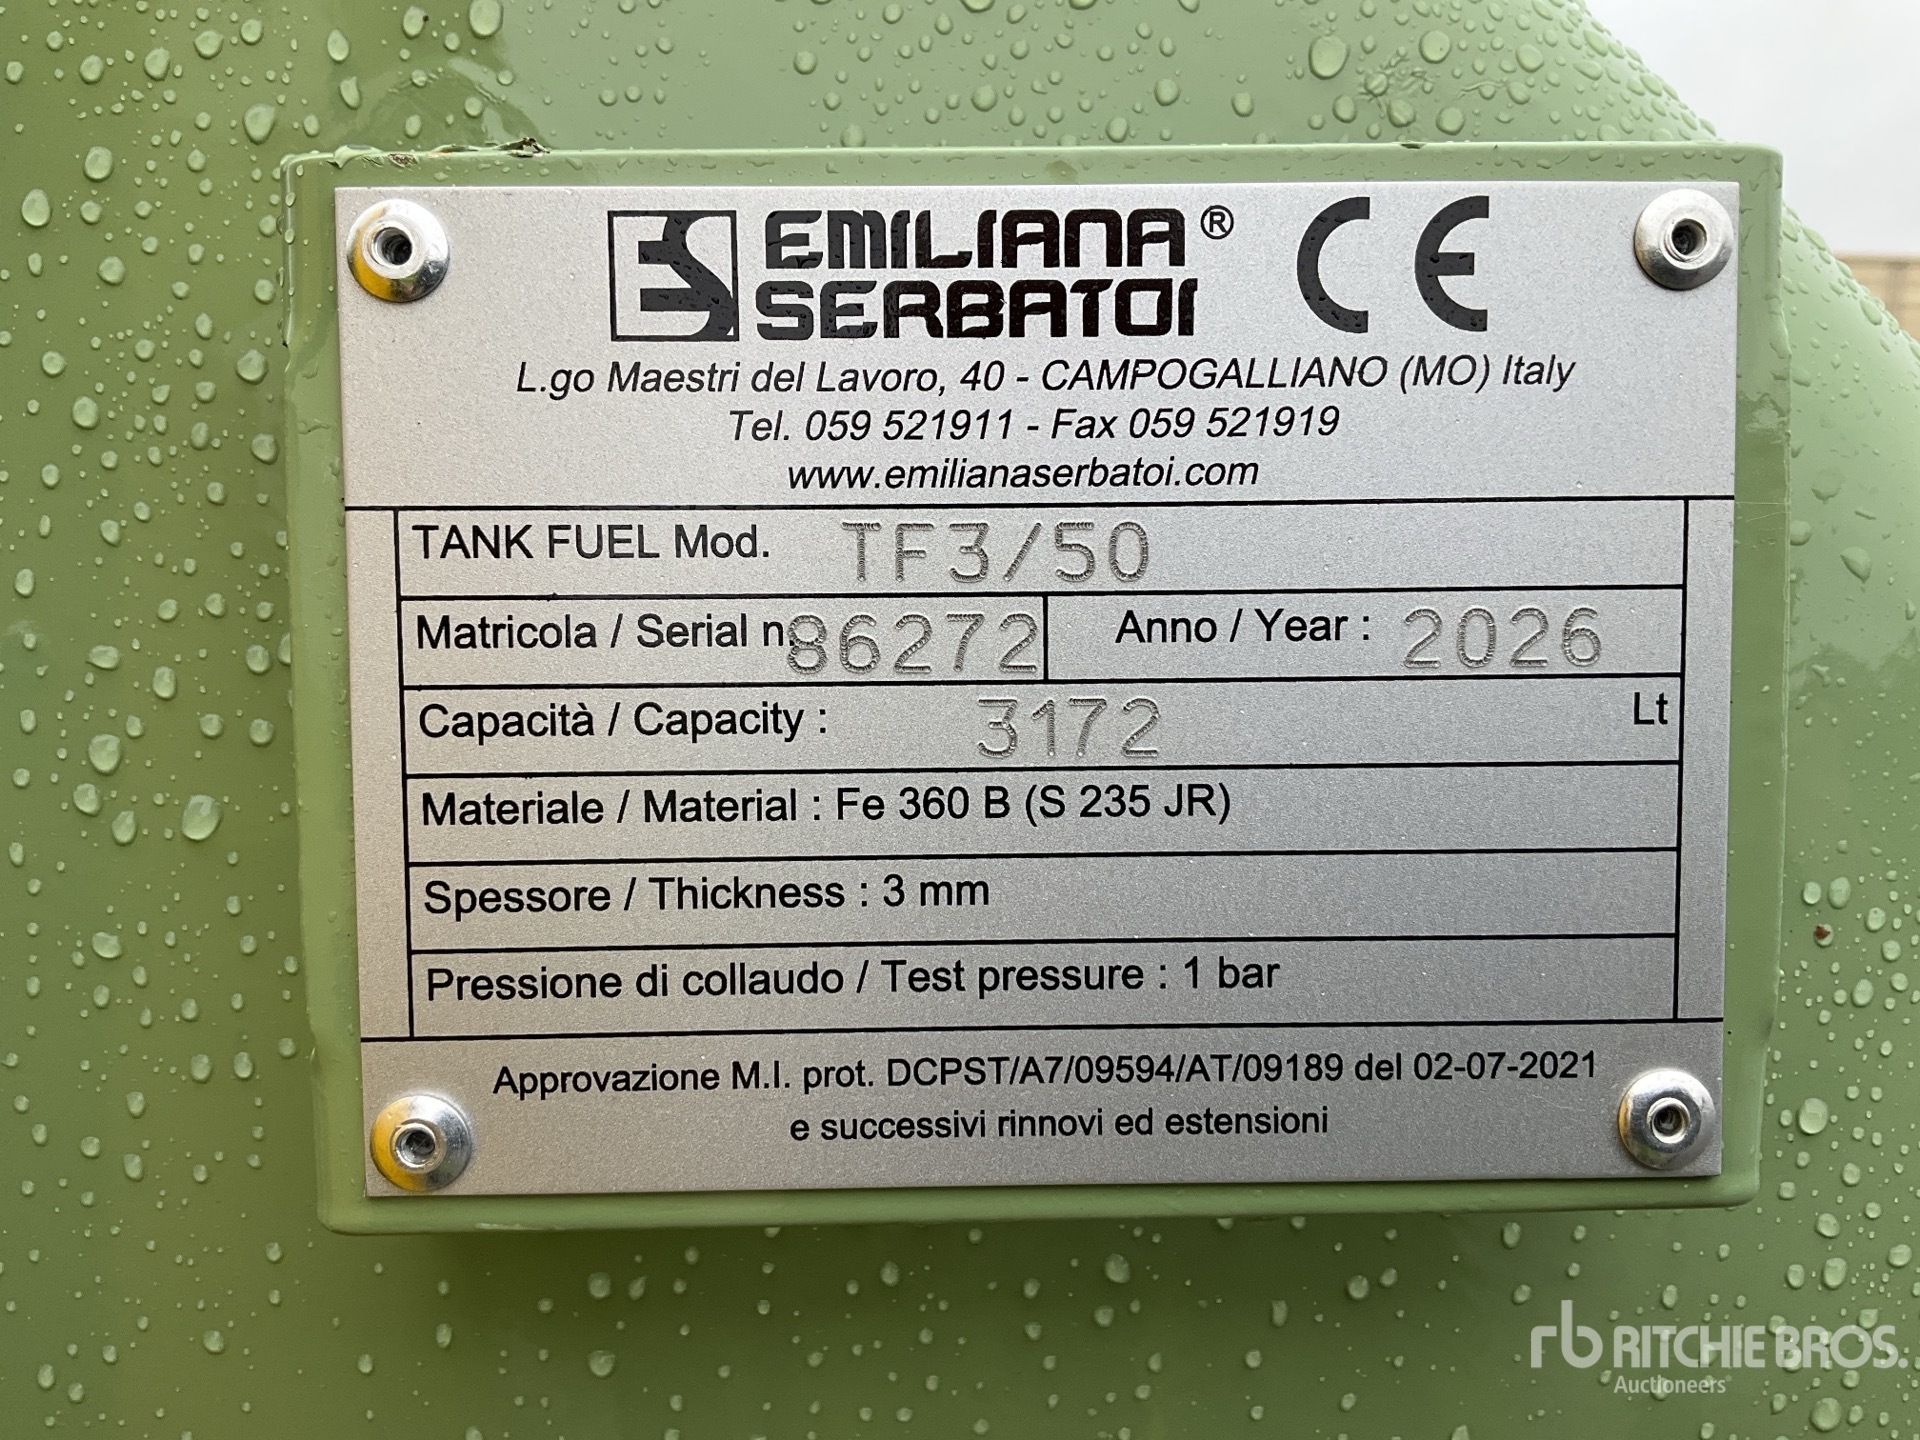 ES EMILIANA® CE
SERBATOI
L.go Maestri del Lavoro, 40 - CAMPOGALLIANO (MO) Italy
Tel. 059 521911 - Fax 059 521919
www.emilianaserbatoi.com
TANK FUEL Mod. TF3/50
Matricola / Serial n. 86272 Anno / Year : 2026
Capacità / Capacity : 3172 Lt
Materiale / Material : Fe 360 B (S 235 JR)
Spessore / Thickness : 3 mm
Pressione di collaudo / Test pressure : 1 bar
Approvazione M.I. prot. DCPST/A7/09594/AT/09189 del 02-07-2021
e successivi rinnovi ed estensioni
rb RITCHIE BROS.
Auctioneers